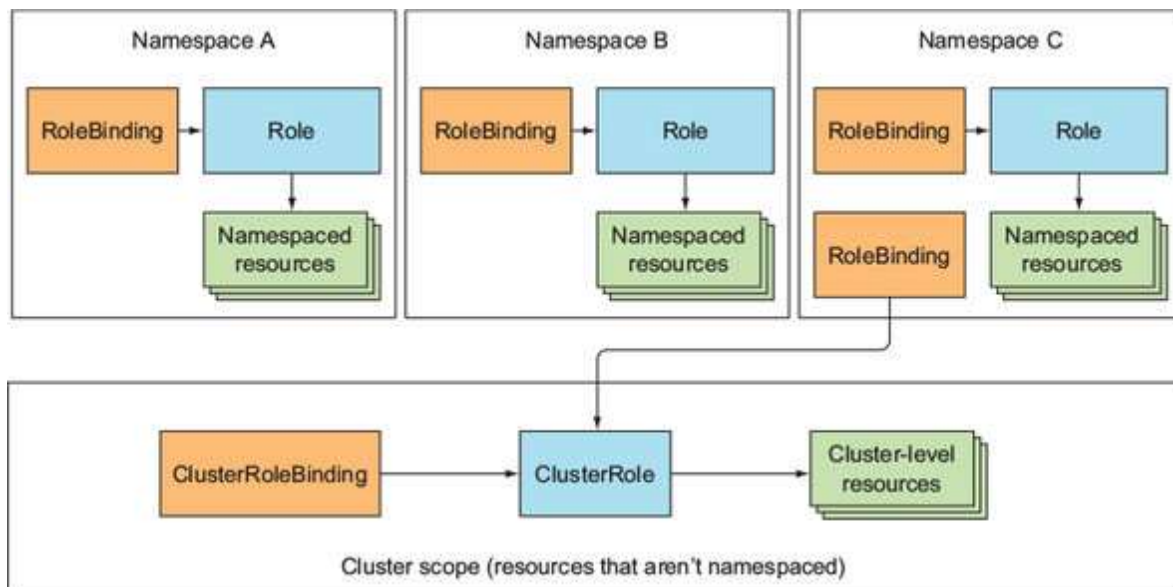 Namespace A
RoleBinding
Role
Namespaced
resources
Namespace B
RoleBinding
Role
Namespaced
resources
Namespace C
RoleBinding
Role
RoleBinding
Namespaced
resources
ClusterRoleBinding
ClusterRole
Cluster-level
resources
Cluster scope (resources that aren't namespaced)